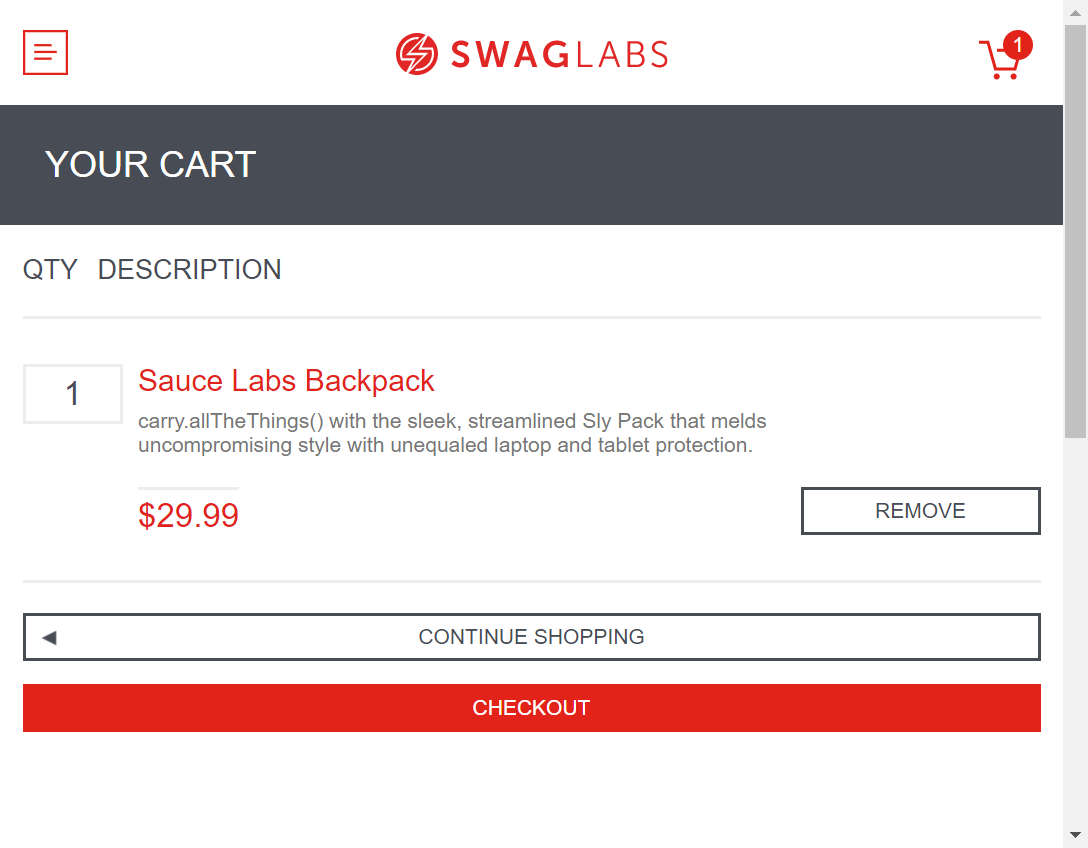 SWAGLABS
1
YOUR CART
QTY DESCRIPTION
1
Sauce Labs Backpack
carry.allTheThings() with the sleek, streamlined Sly Pack that melds
uncompromising style with unequaled laptop and tablet protection.
$29.99
REMOVE
CONTINUE SHOPPING
CHECKOUT